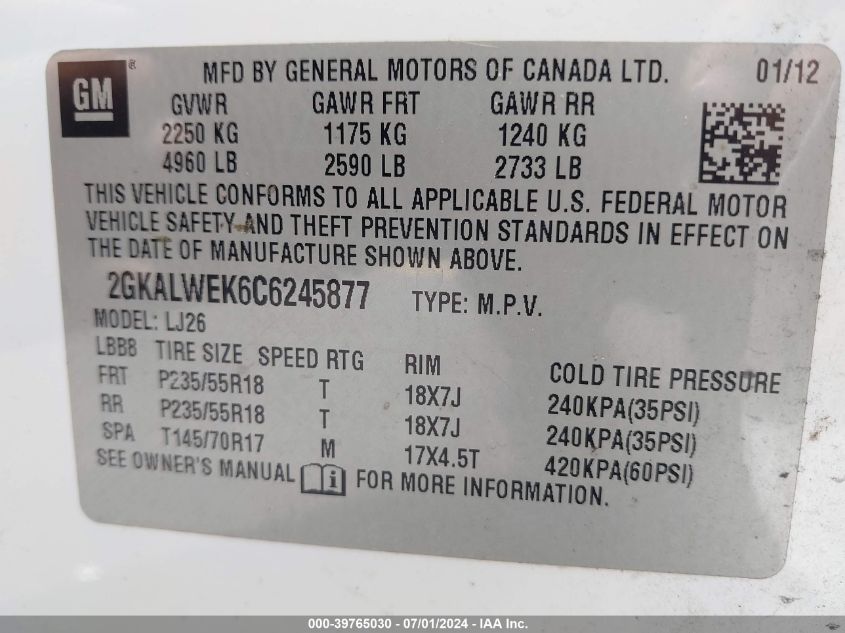 GM ® MFD BY GENERAL MOTORS OF CANADA LTD. 01/12
GVWR GAWR FRT GAWR RR
2250 KG 1175 KG 1240 KG
4960 LB 2590 LB 2733 LB
THIS VEHICLE CONFORMS TO ALL APPLICABLE U.S. FEDERAL MOTOR
VEHICLE SAFETY AND THEFT PREVENTION STANDARDS IN EFFECT ON
THE DATE OF MANUFACTURE SHOWN ABOVE.
2GKALWEK6C6245877 TYPE: M.P.V.
MODEL: LJ26
LBB8 TIRE SIZE SPEED RTG RIM COLD TIRE PRESSURE
FRT P235/55R18 T 18X7J 240KPA(35PSI)
RR P235/55R18 T 18X7J 240KPA(35PSI)
SPA T145/70R17 M 17X4.5T 420KPA(60PSI)
SEE OWNER'S MANUAL i FOR MORE INFORMATION.
000-39765030 - 07/01/2024 - IAA Inc.